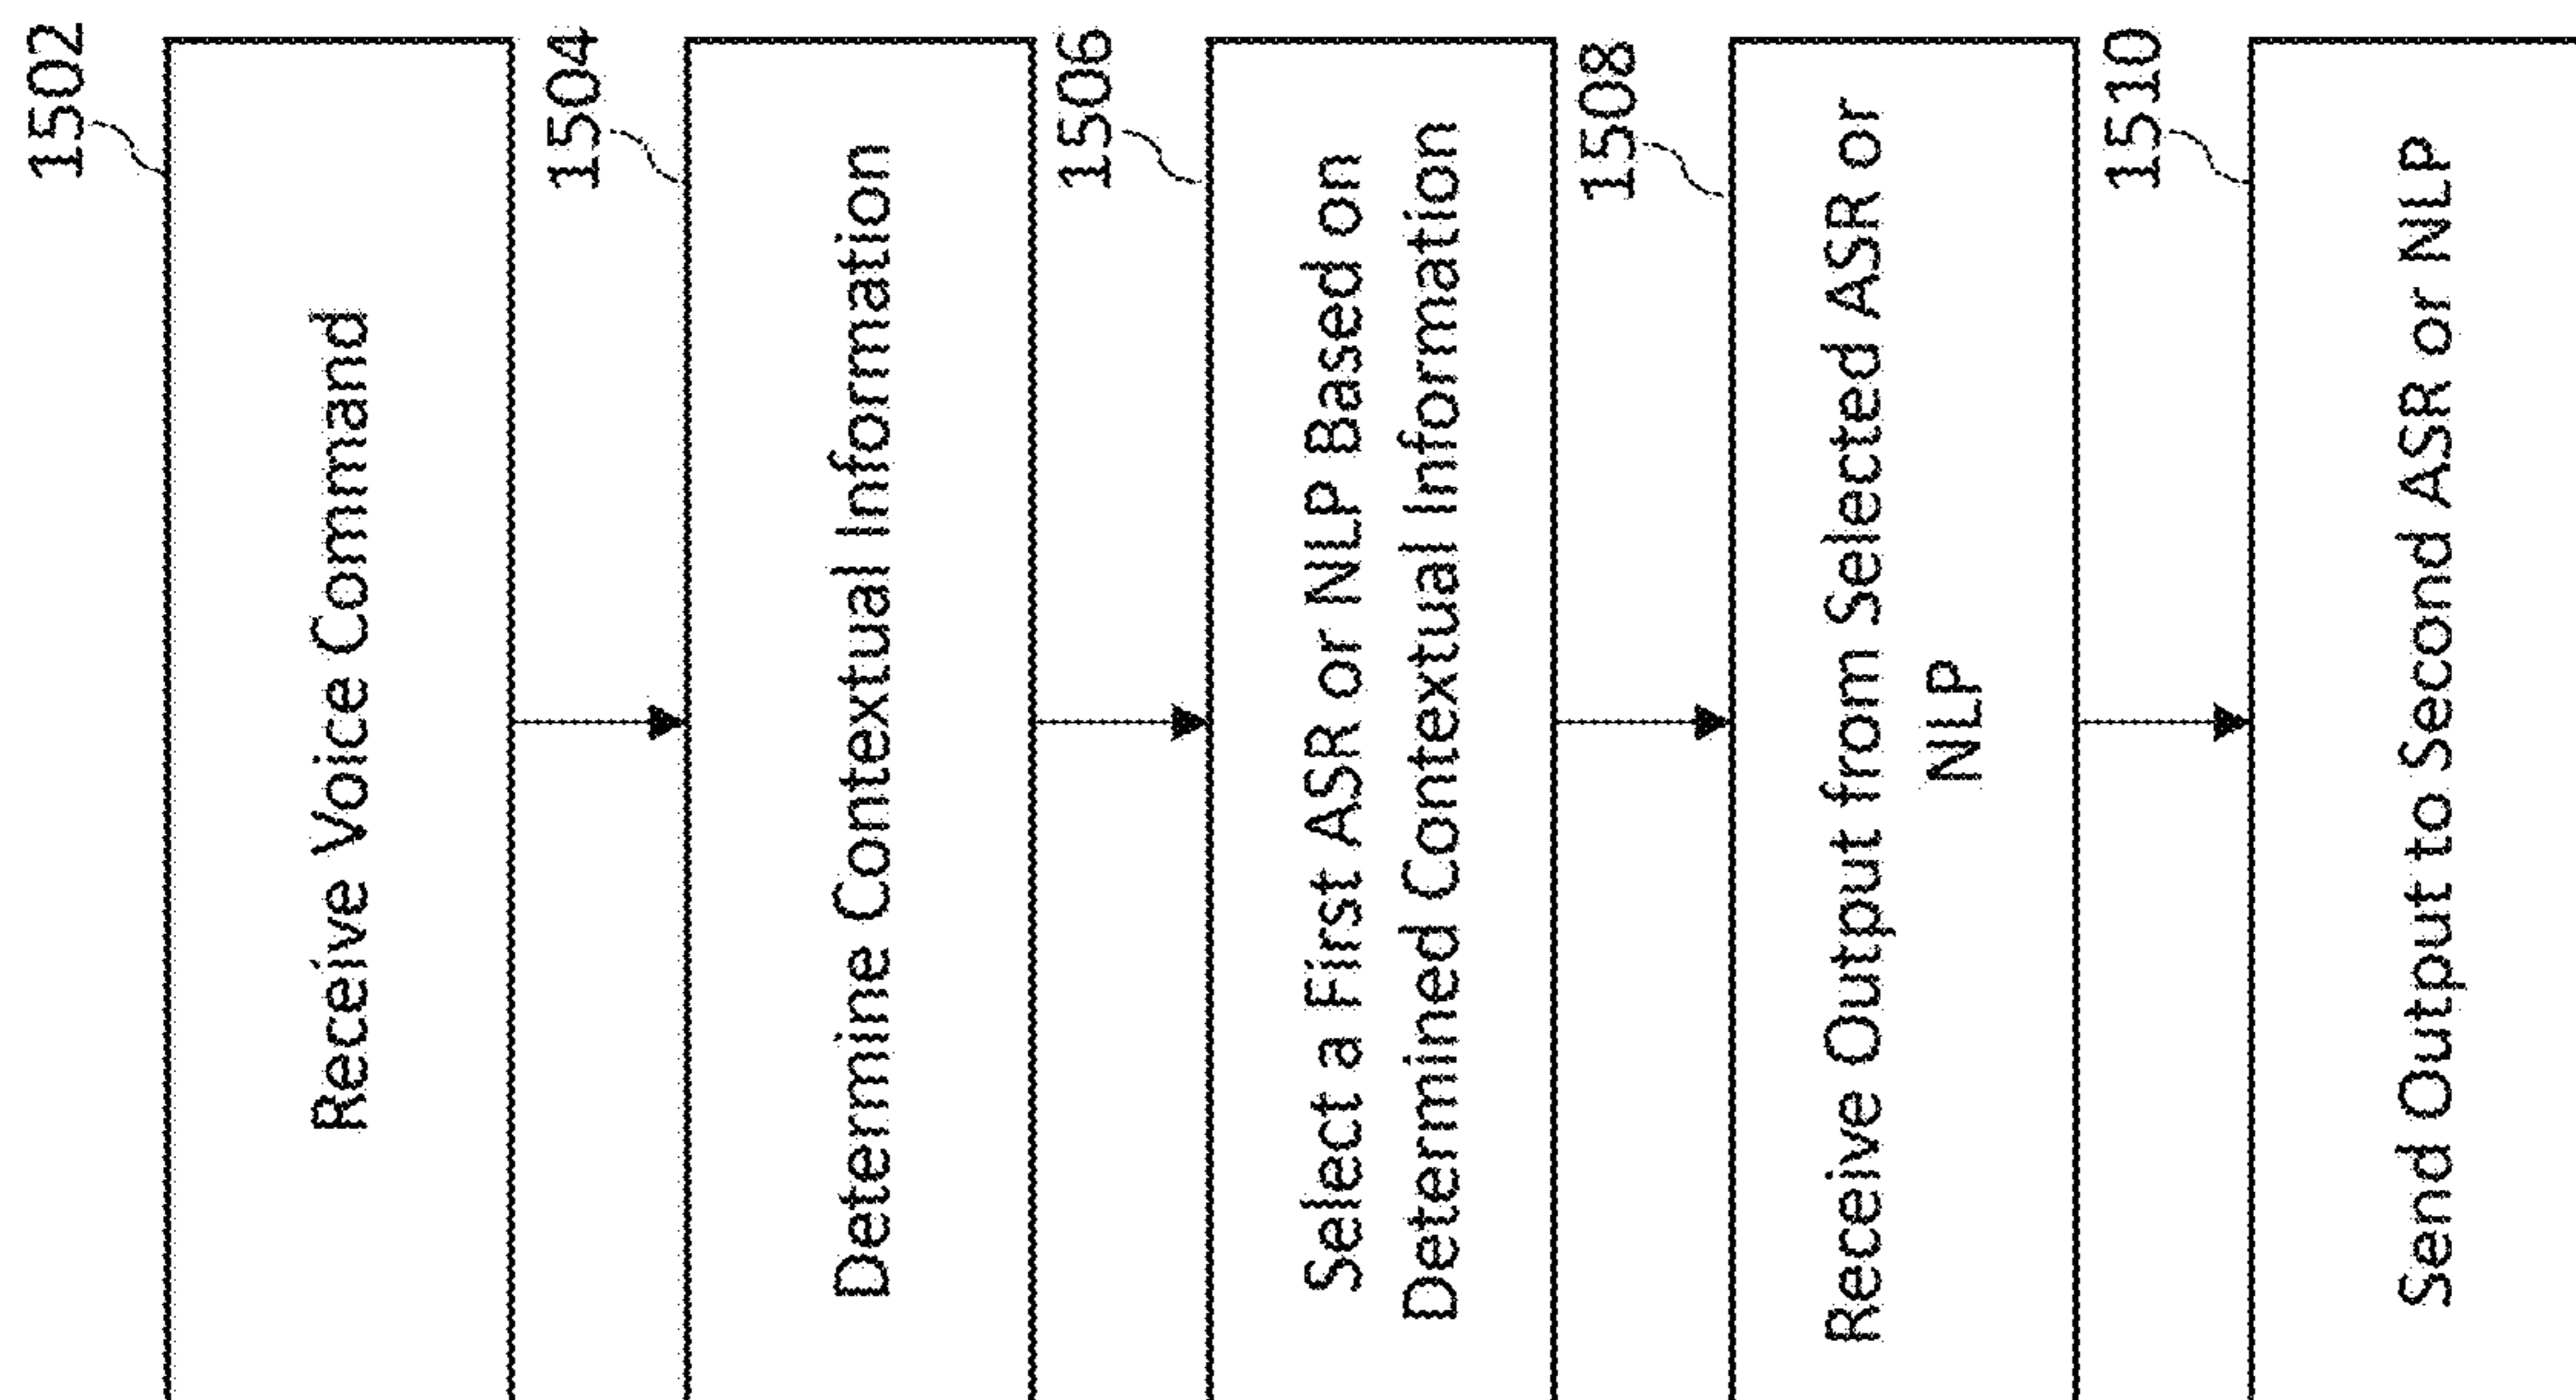 1502
Receive Voice Command
1504
Determine Contextual Information
1506
Select a First ASR or NLP Based on
Determined Contextual Information
1508
Receive Output from Selected ASR or
NLP
1510
Send Output to Second ASR or NLP